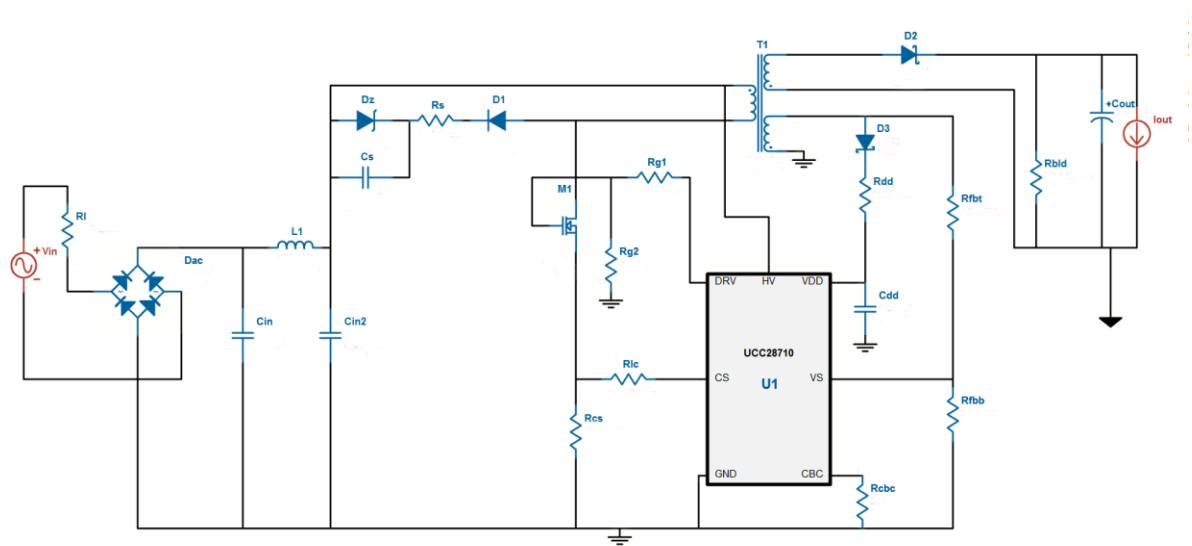 D2
T1
Dz
Rs
D1
+Cout
Iout
D3
Cs
Rg1
Rbld
M1
Rdd
Rl
Rfbt
L1
+
Vin
-
Dac
Rg2
DRV
HV
VDD
Cdd
Cin
Cin2
UCC28710
Rlc
CS
U1
VS
Rfbb
Rcs
GND
CBC
Rcbc
~
~